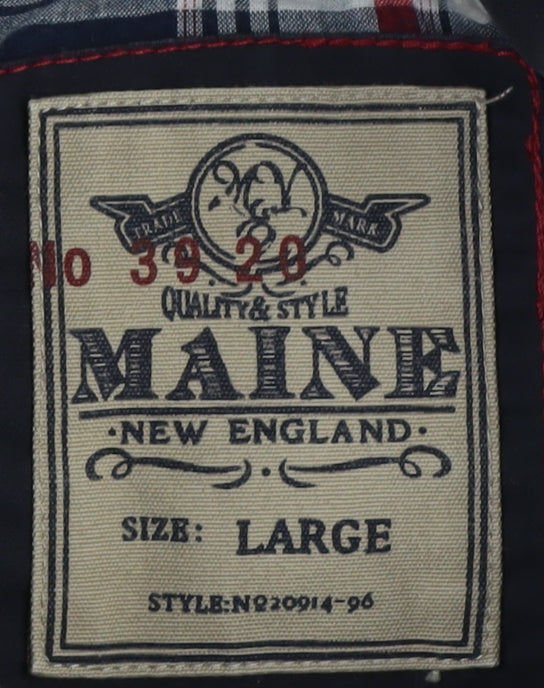 TRADE MARK
No 39 20
QUALITY & STYLE
MAINE
·NEW ENGLAND·
SIZE: LARGE
STYLE:Nº20914-96